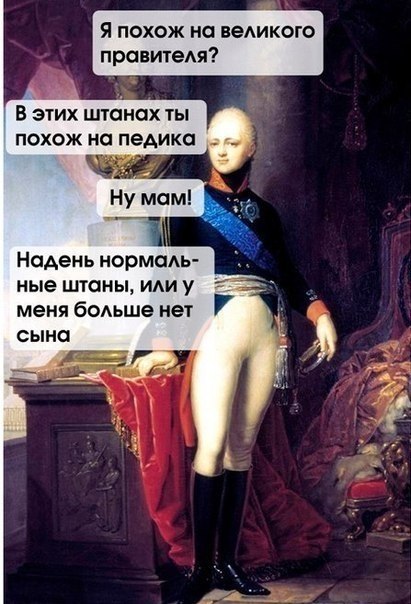 Я похож на великого
правителя?
В этих штанах ты
похож на педика
Ну мам!
Надень нормаль-
ные штаны, или у
меня больше нет
сына